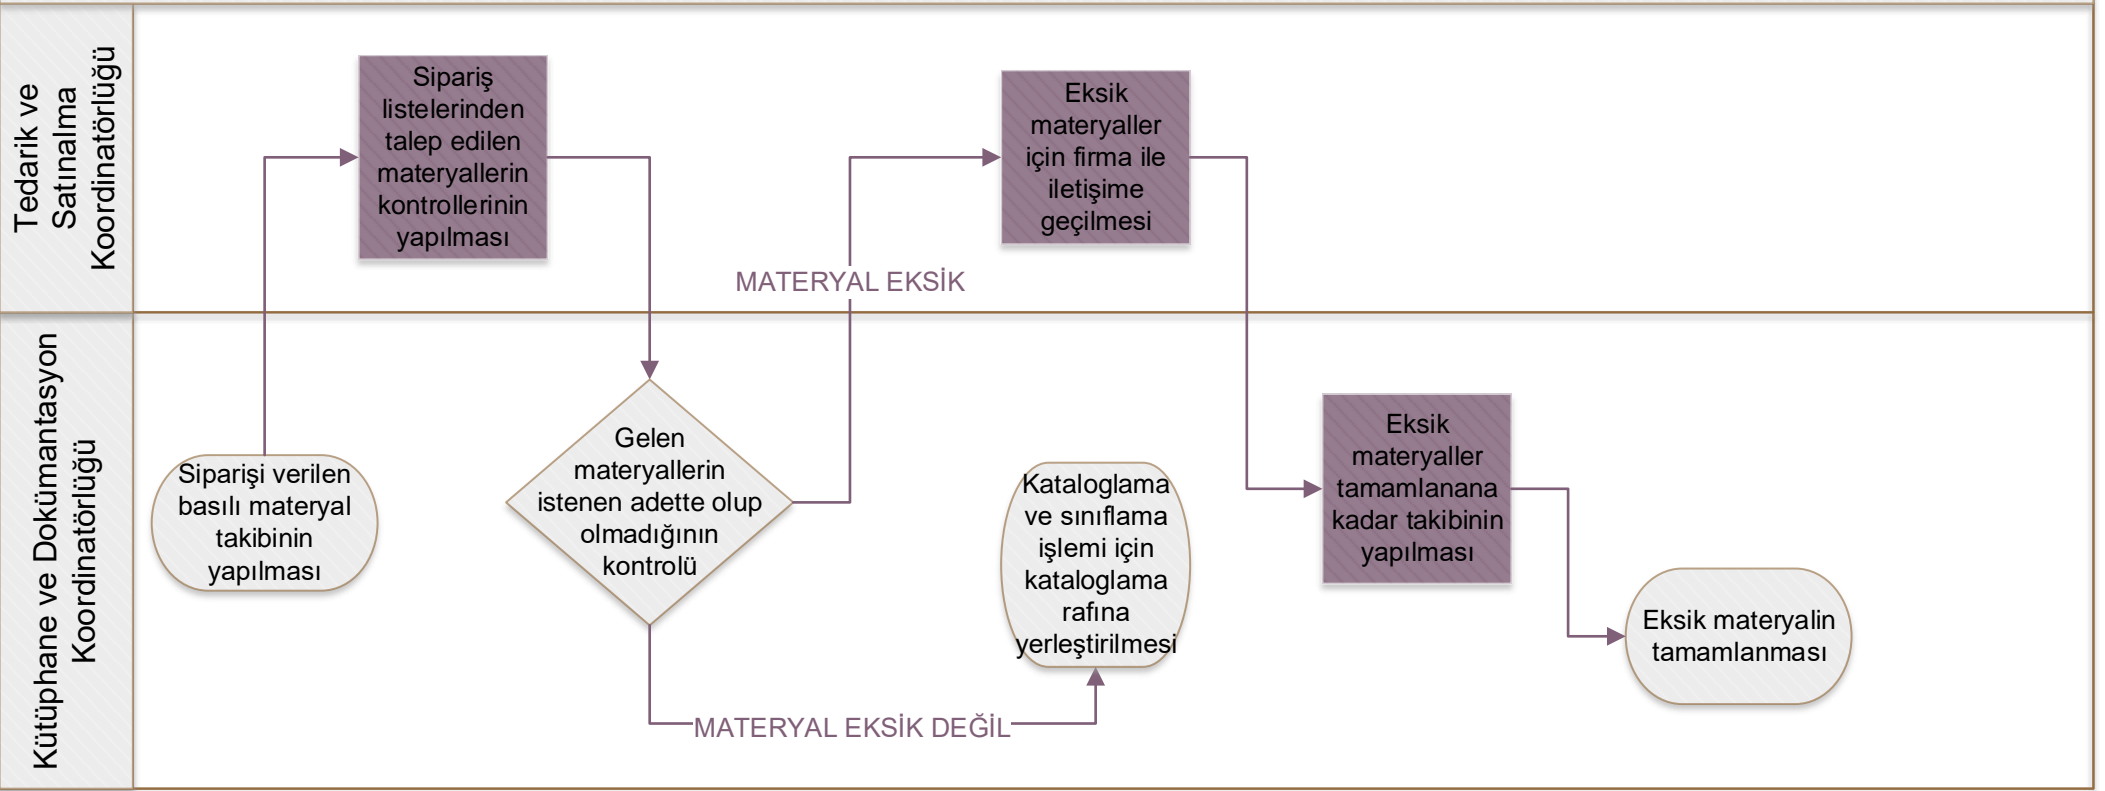 Tedarik ve
Satınalma
Koordinatörlüğü
Sipariş
listelerinden
talep edilen
materyallerin
kontrollerinin
yapılması
Eksik
materyaller
için firma ile
iletişime
geçilmesi
MATERYAL EKSİK
Kütüphane ve Dokümantasyon
Koordinatörlüğü
Siparişi verilen
basılı materyal
takibinin
yapılması
Gelen
materyallerin
istenen adette olup
olmadığının
kontrolü
Kataloglama
ve sınıflama
işlemi için
kataloglama
rafına
yerleştirilmesi
Eksik
materyaller
tamamlanana
kadar takibinin
yapılması
Eksik materyalin
tamamlanması
MATERYAL EKSİK DEĞİL